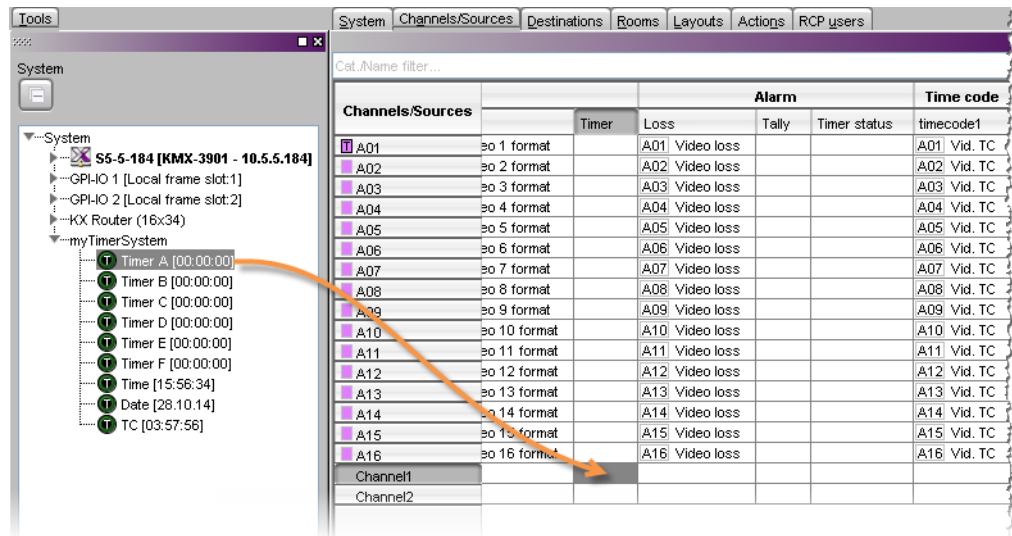 Tools
System
S5-5-184 [KMX-3901 - 10.5.5.184]
System
GPI-IO 1 [Local frame slot:1]
GPI-IO 2 [Local frame slot:2]
KX Router (16x34)
myTimerSystem
Timer A [00:00:00]
Timer B [00:00:00]
Timer C [00:00:00]
Timer D [00:00:00]
Timer E [00:00:00]
Timer F [00:00:00]
Time [15:56:34]
Date [28.10.14]
TC [03:57:56]
System Channels/Sources Destinations Rooms Layouts Actions RCP users
Cat./Name filter...
Channels/Sources Alarm Time code
Timer Loss Tally Timer status timecode1
T A01 eo 1 format A01 Video loss A01 Vid. TC
A02 eo 2 format A02 Video loss A02 Vid. TC
A03 eo 3 format A03 Video loss A03 Vid. TC
A04 eo 4 format A04 Video loss A04 Vid. TC
A05 eo 5 format A05 Video loss A05 Vid. TC
A06 eo 6 format A06 Video loss A06 Vid. TC
A07 eo 7 format A07 Video loss A07 Vid. TC
A08 eo 8 format A08 Video loss A08 Vid. TC
A09 eo 9 format A09 Video loss A09 Vid. TC
A10 eo 10 format A10 Video loss A10 Vid. TC
A11 eo 11 format A11 Video loss A11 Vid. TC
A12 eo 12 format A12 Video loss A12 Vid. TC
A13 eo 13 format A13 Video loss A13 Vid. TC
A14 eo 14 format A14 Video loss A14 Vid. TC
A15 eo 15 format A15 Video loss A15 Vid. TC
A16 eo 16 format A16 Video loss A16 Vid. TC
Channel1
Channel2